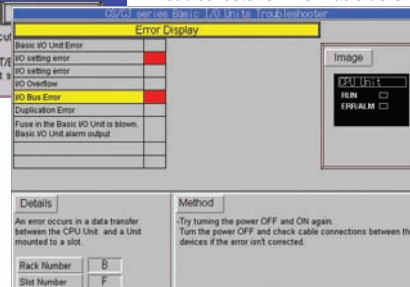 CS/CJ series Basic I/O Units Troubleshooter
Error Display
Basic I/O Unit Error
I/O setting error
I/O setting error
I/O Overflow
I/O Bus Error
Duplication Error
Fuse in the Basic I/O Unit is blown.
Basic I/O Unit alarm output
Image
CPU Unit
RUN
ERR/ALM
Details
An error occurs in a data transfer
between the CPU Unit and a Unit
mounted to a slot.
Rack Number B
Slot Number F
Method
-Try turning the power OFF and ON again.
Turn the power OFF and check cable connections between the
devices if the error isn't corrected.